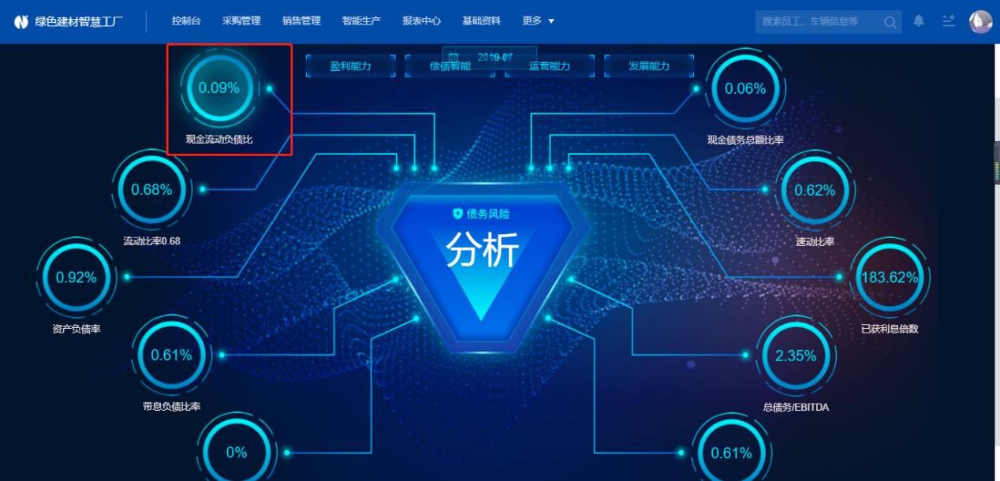 绿色建材智慧工厂
控制台 采购管理 销售管理 智能生产 报表中心 基础资料 更多
搜索员工，车辆信息等
2019-07
盈利能力 偿债智能 运营能力 发展能力
0.09%
现金流动负债比
0.06%
现金债务总额比率
0.68%
流动比率0.68
0.62%
速动比率
债务风险
分析
0.92%
资产负债率
183.62%
已获利息倍数
0.61%
带息负债比率
2.35%
总债务/EBITDA
0%
0.61%